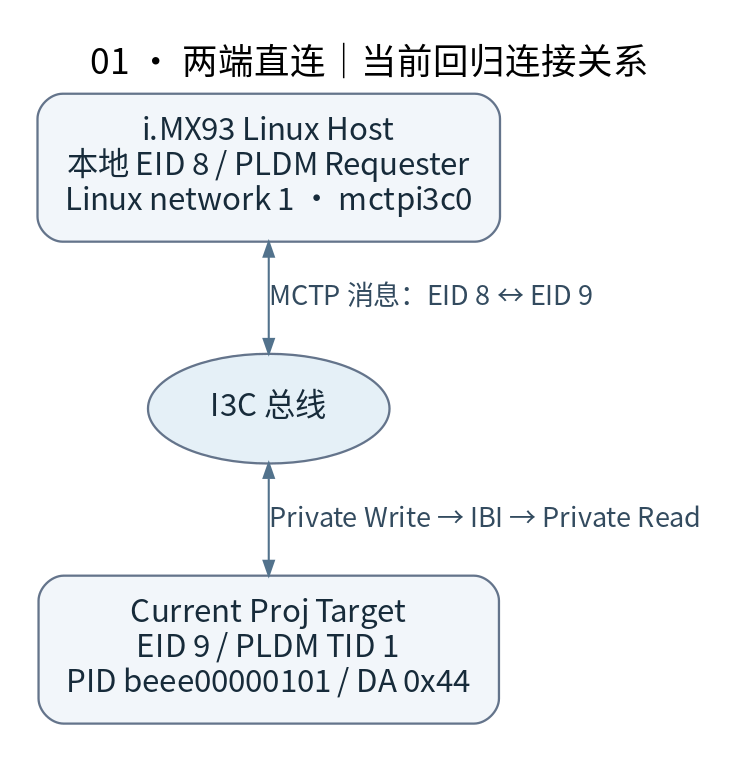 01 · 两端直连｜当前回归连接关系
i.MX93 Linux Host
本地 EID 8 / PLDM Requester
Linux network 1 · mctpi3c0
MCTP 消息：EID 8 ↔ EID 9
I3C 总线
Private Write → IBI → Private Read
Current Proj Target
EID 9 / PLDM TID 1
PID beee00000101 / DA 0x44